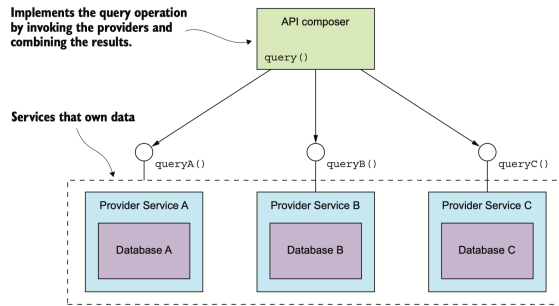 Implements the query operation
by invoking the providers and
combining the results.
API composer
query()
Services that own data
queryA()
queryB()
queryC()
Provider Service A
Provider Service B
Provider Service C
Database A
Database B
Database C